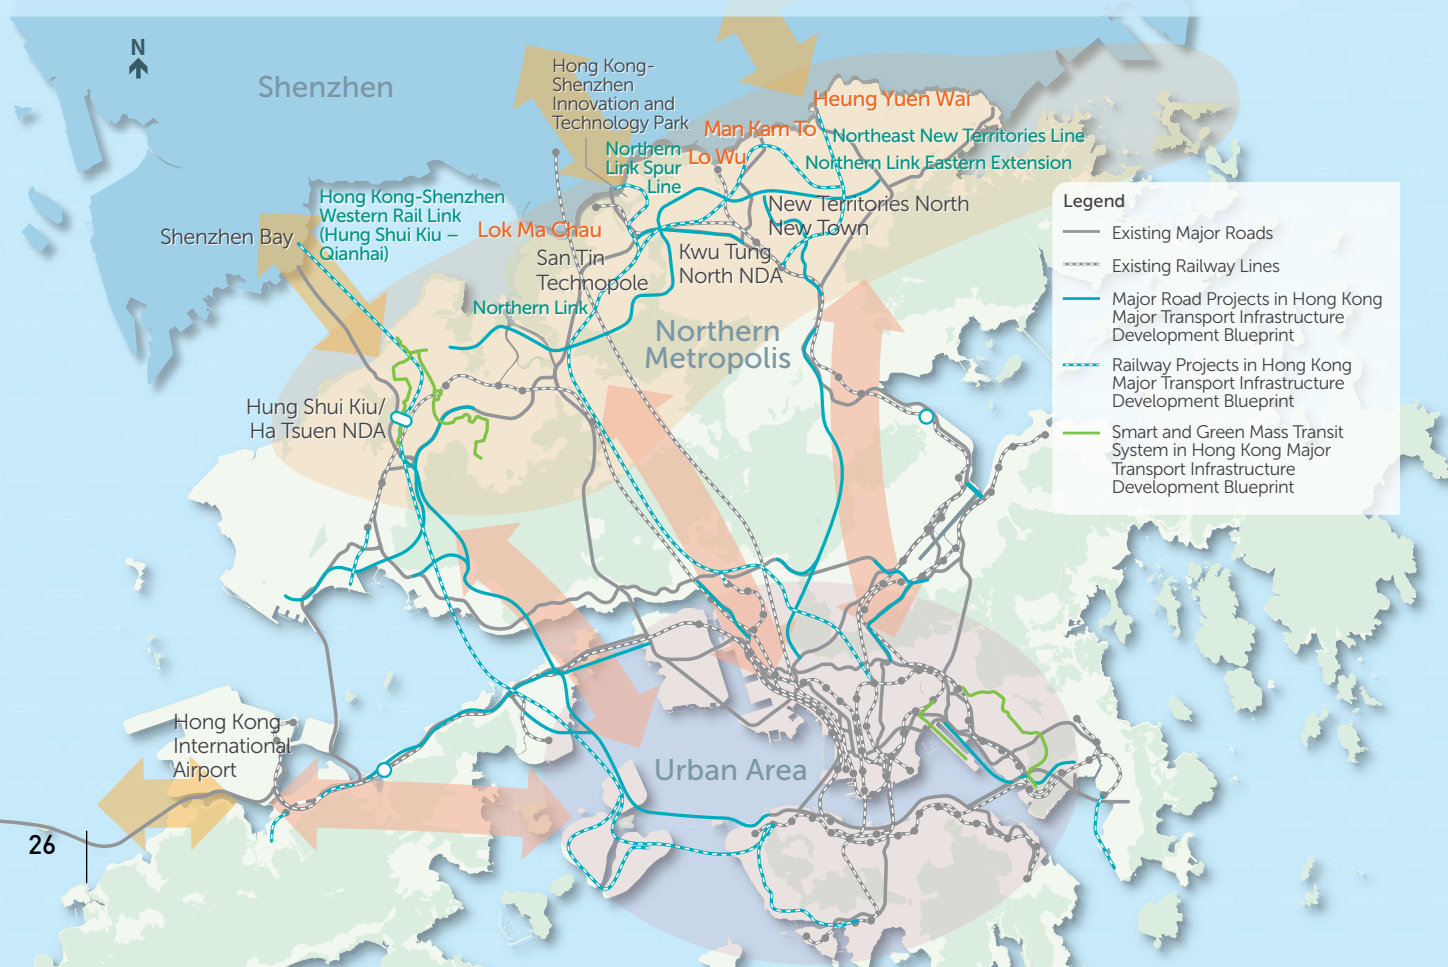 N
Shenzhen
Hong Kong-
Shenzhen
Innovation and
Technology Park
Heung Yuen Wai
Man Kam To
Northeast New Territories Line
Northern
Link Spur
Line
Lo Wu
Northern Link Eastern Extension
Hong Kong-Shenzhen
Western Rail Link
(Hung Shui Kiu –
Qianhai)
Shenzhen Bay
Lok Ma Chau
New Territories North
New Town
San Tin
Technopole
Kwu Tung
North NDA
Northern Link
Northern
Metropolis
Hung Shui Kiu/
Ha Tsuen NDA
Legend
Existing Major Roads
Existing Railway Lines
Major Road Projects in Hong Kong
Major Transport Infrastructure
Development Blueprint
Railway Projects in Hong Kong
Major Transport Infrastructure
Development Blueprint
Smart and Green Mass Transit
System in Hong Kong Major
Transport Infrastructure
Development Blueprint
Hong Kong
International
Airport
Urban Area
26